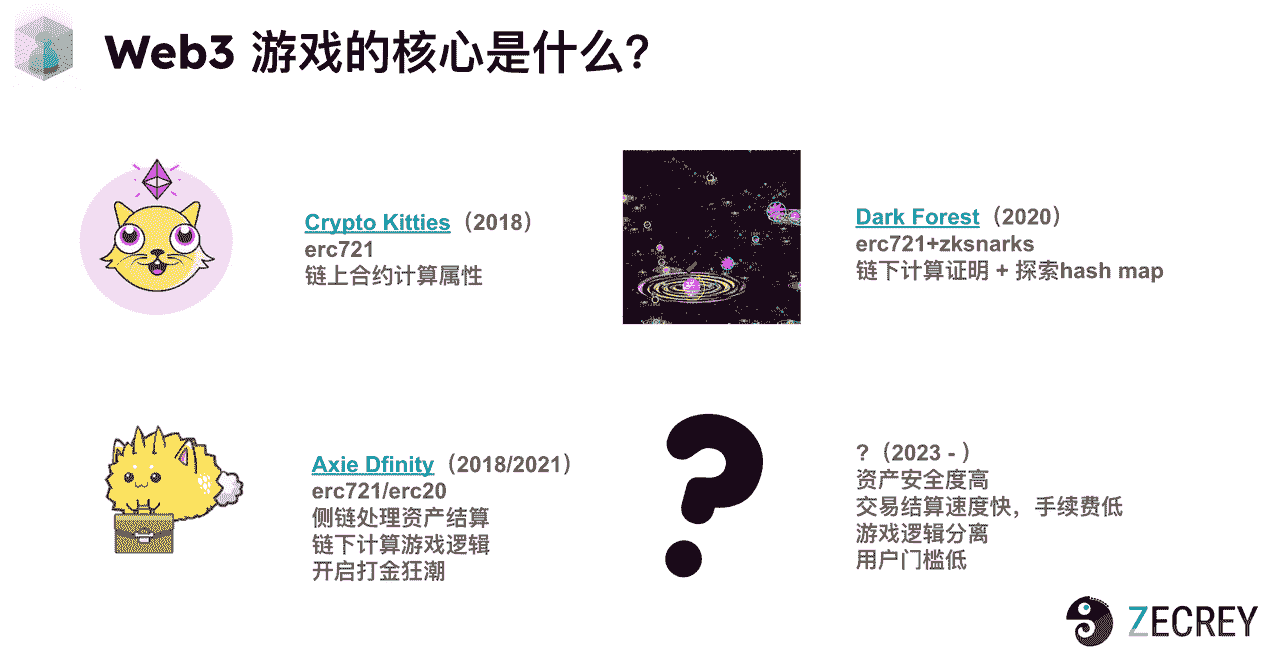 Web3 游戏的核心是什么?
Crypto Kitties（2018）
erc721
链上合约计算属性
Dark Forest（2020）
erc721+zksnarks
链下计算证明 + 探索hash map
Axie Dfinity（2018/2021）
erc721/erc20
侧链处理资产结算
链下计算游戏逻辑
开启打金狂潮
?
?（2023 - ）
资产安全度高
交易结算速度快，手续费低
游戏逻辑分离
用户门槛低
ZECREY